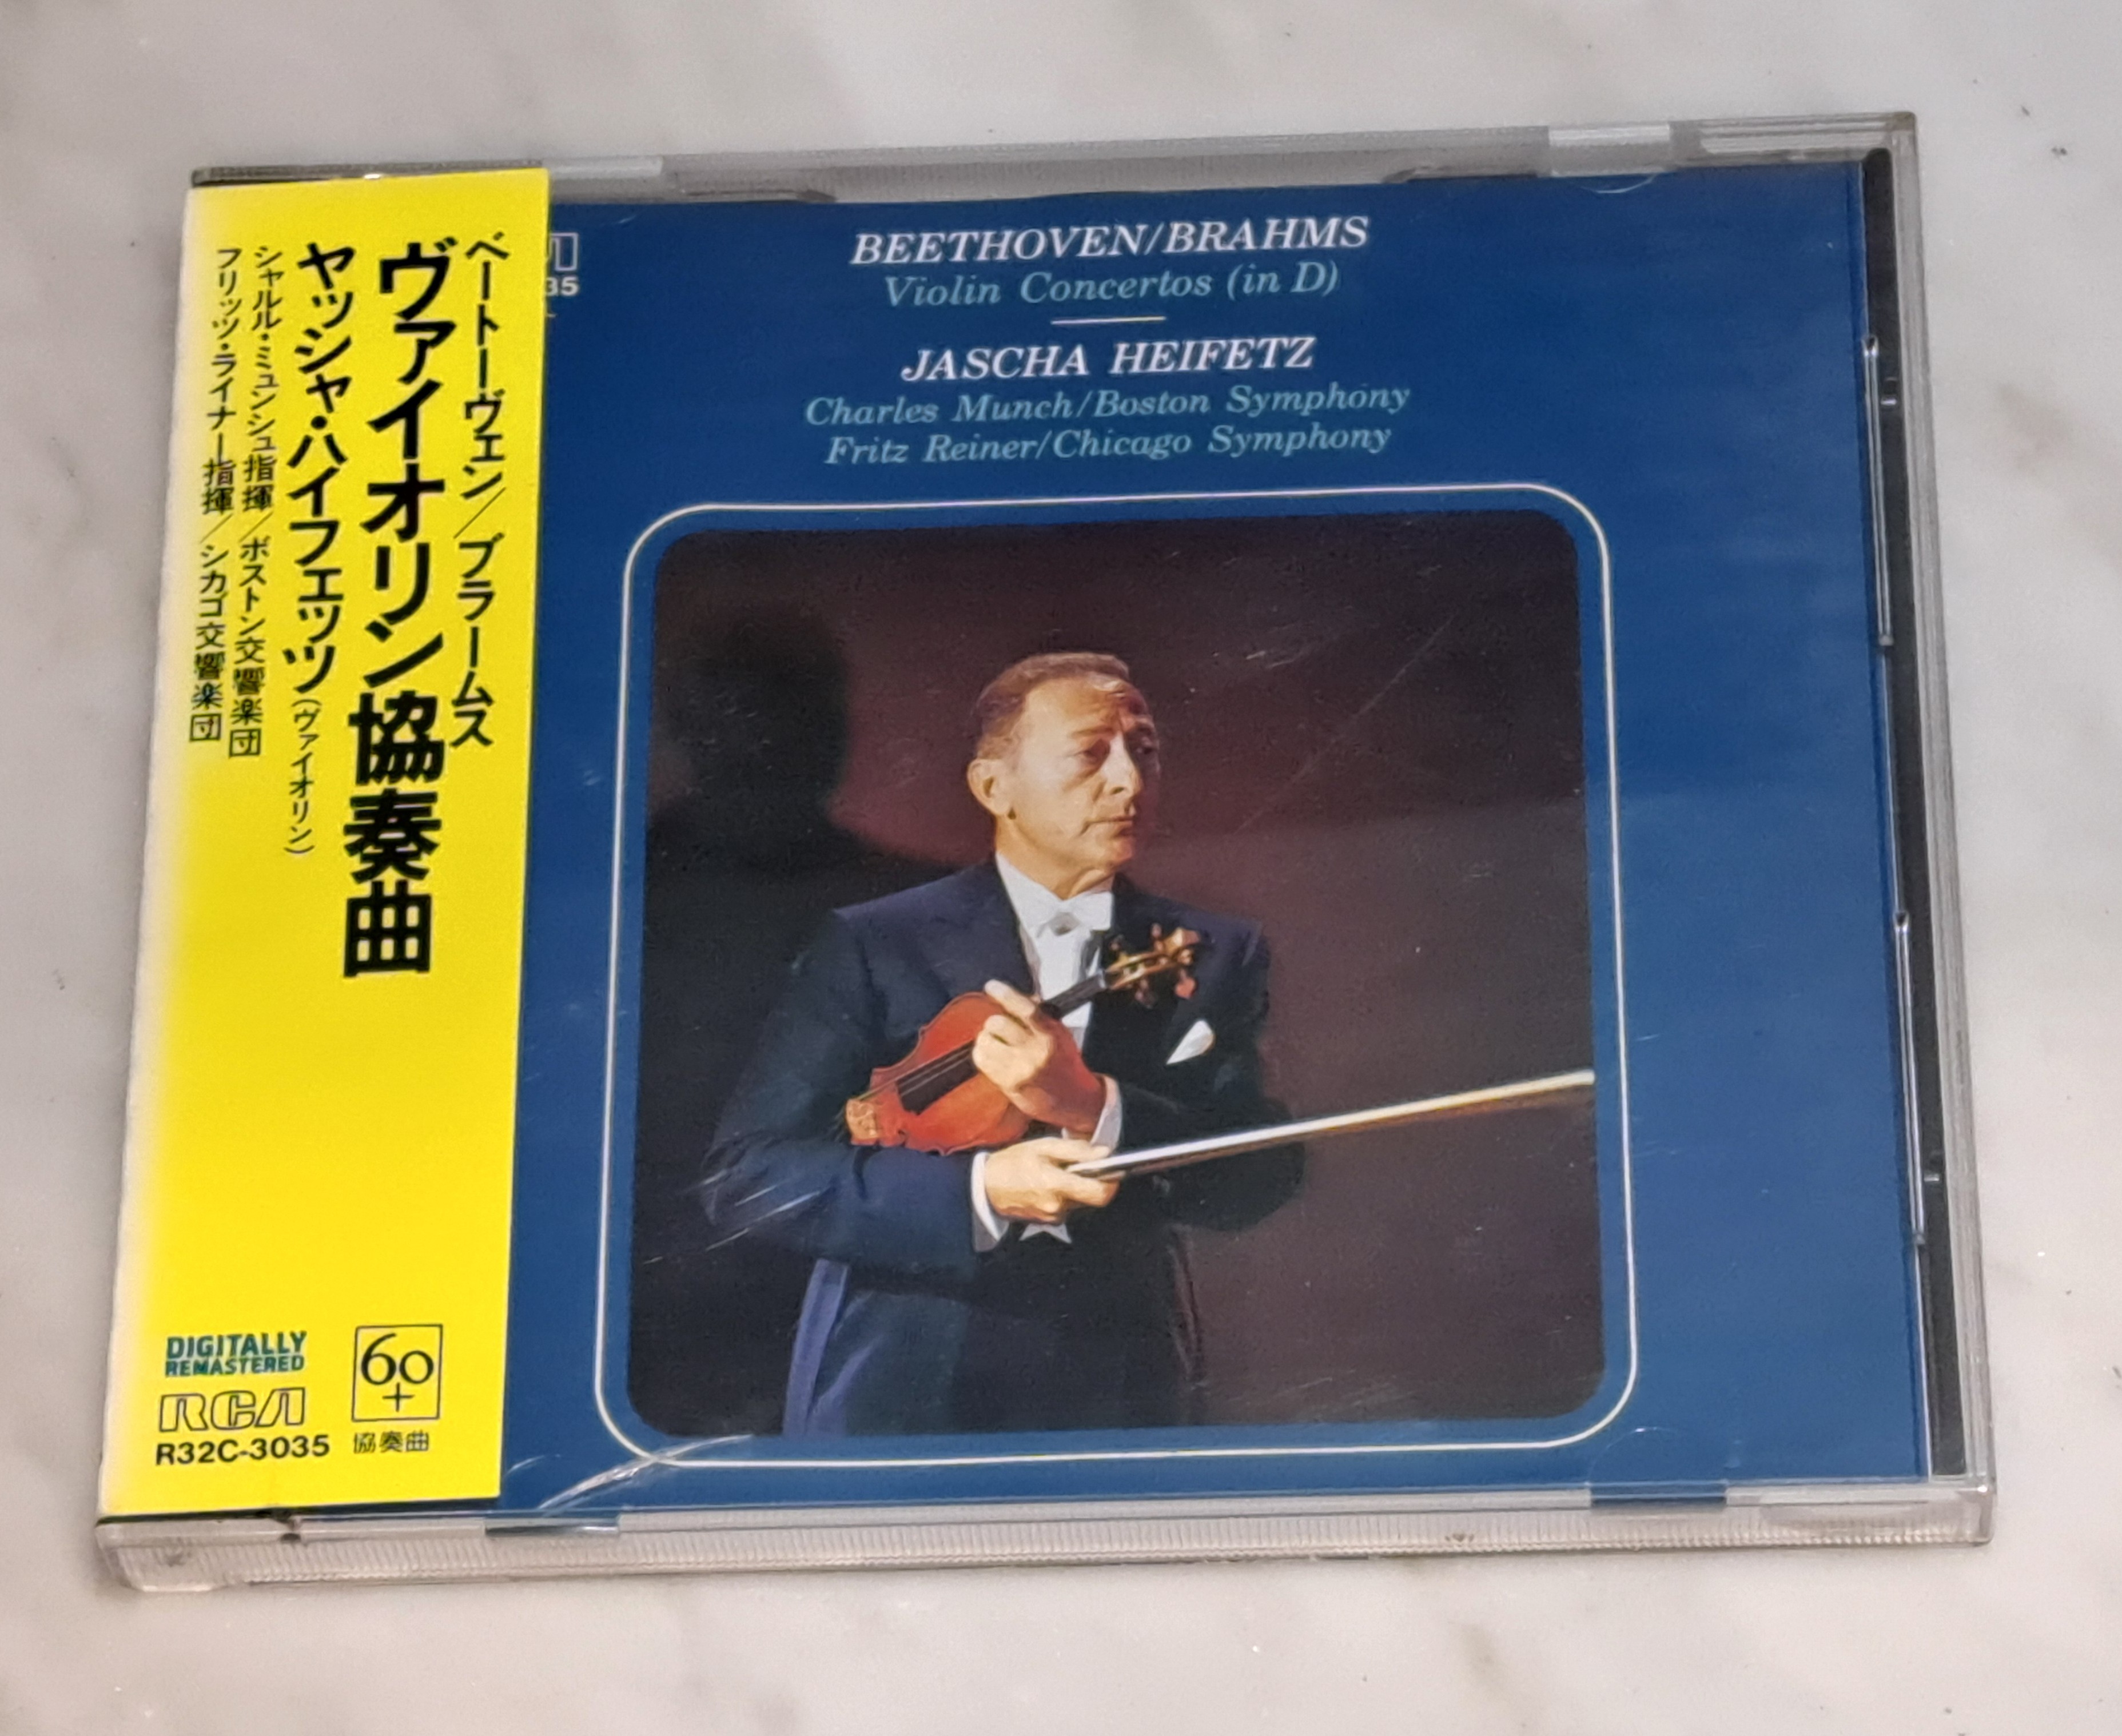 ベートーヴェン／ブラームス
ヴァイオリン協奏曲
ヤッシャ・ハイフェッツ(ヴァイオリン)
シャルル・ミュンシュ指揮／ボストン交響楽団
フリッツ・ライナー指揮／シカゴ交響楽団
DIGITALLY
REMASTERED
RCA
R32C-3035
60+
協奏曲
35
BEETHOVEN/BRAHMS
Violin Concertos (in D)
JASCHA HEIFETZ
Charles Munch/Boston Symphony
Fritz Reiner/Chicago Symphony